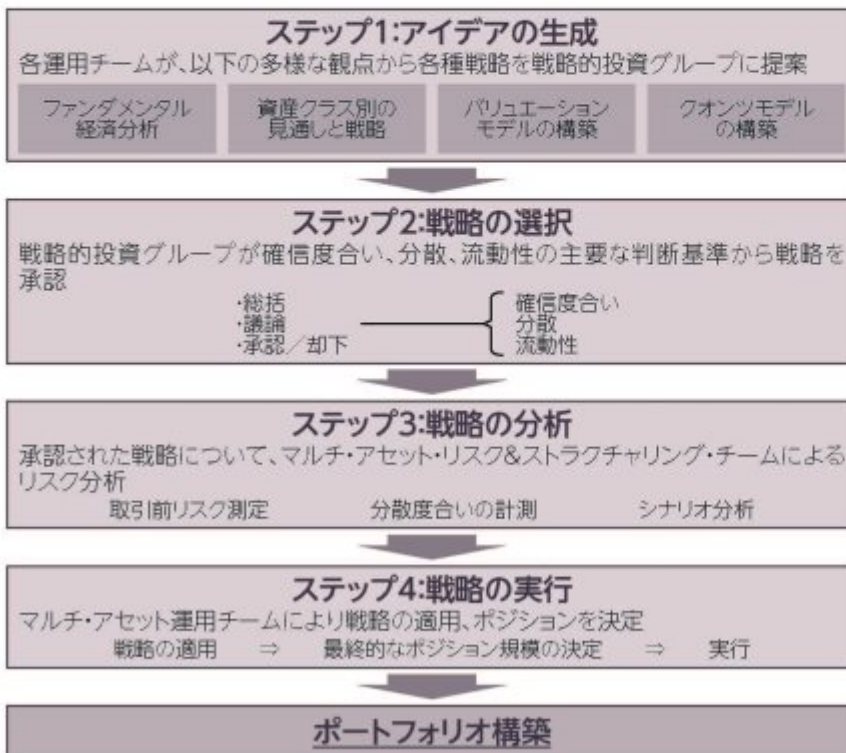 ステップ1:アイデアの生成
各運用チームが、以下の多様な観点から各種戦略を戦略的投資グループに提案
ファンダメンタル
経済分析
資産クラス別の
見通しと戦略
バリュエーション
モデルの構築
クオンツモデル
の構築
ステップ2:戦略の選択
戦略的投資グループが確信度合い、分散、流動性の主要な判断基準から戦略を
承認
・総括
・議論
・承認／却下
確信度合い
分散
流動性
ステップ3:戦略の分析
承認された戦略について、マルチ・アセット・リスク&ストラクチャリング・チームによる
リスク分析
取引前リスク測定 分散度合いの計測 シナリオ分析
ステップ4:戦略の実行
マルチ・アセット運用チームにより戦略の適用、ポジションを決定
戦略の適用 ⇒ 最終的なポジション規模の決定 ⇒ 実行
ポートフォリオ構築